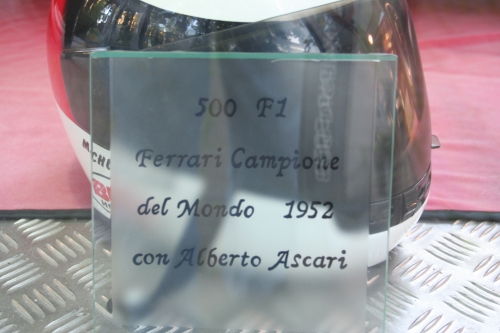 500 F1
Ferrari Campione
del Mondo 1952
con Alberto Ascari